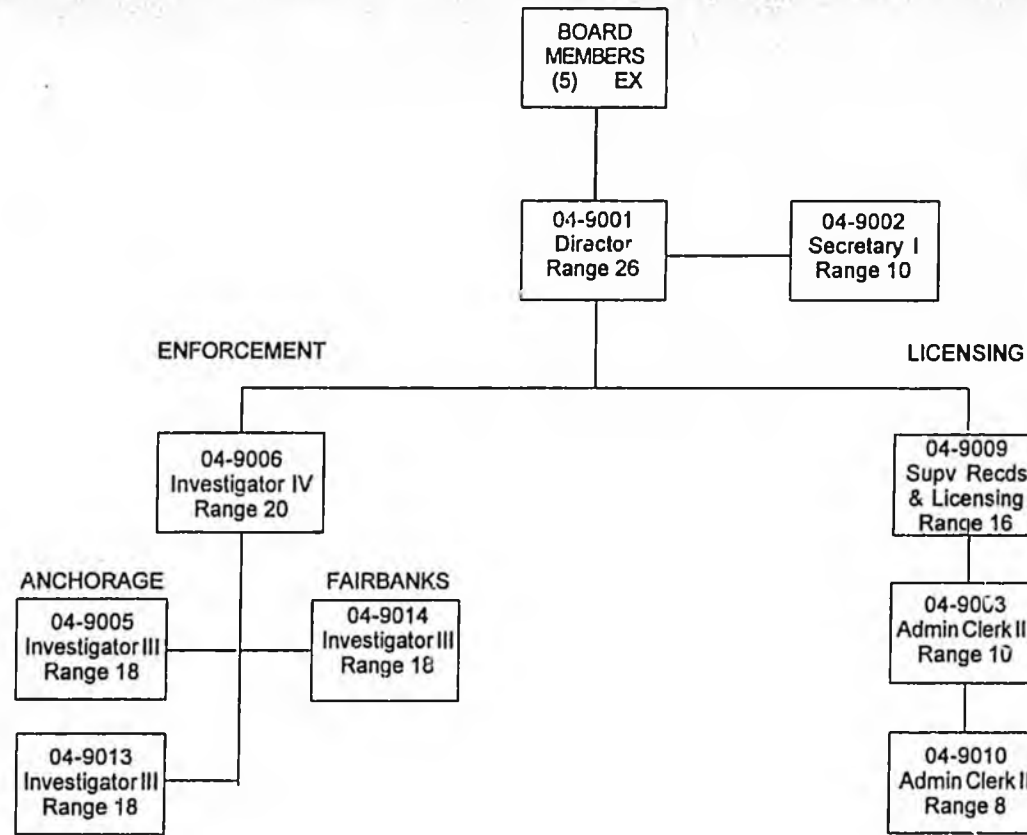 BOARD
MEMBERS
(5) EX
04-9001
Director
Range 26
04-9002
Secretary I
Range 10
ENFORCEMENT
LICENSING
04-9006
Investigator IV
Range 20
04-9009
Supv Recds
& Licensing
Range 16
ANCHORAGE
FAIRBANKS
04-9005
Investigator III
Range 18
04-9014
Investigator III
Range 18
04-9003
Admin Clerk II
Range 10
04-9013
Investigator III
Range 18
04-9010
Admin Clerk II
Range 8